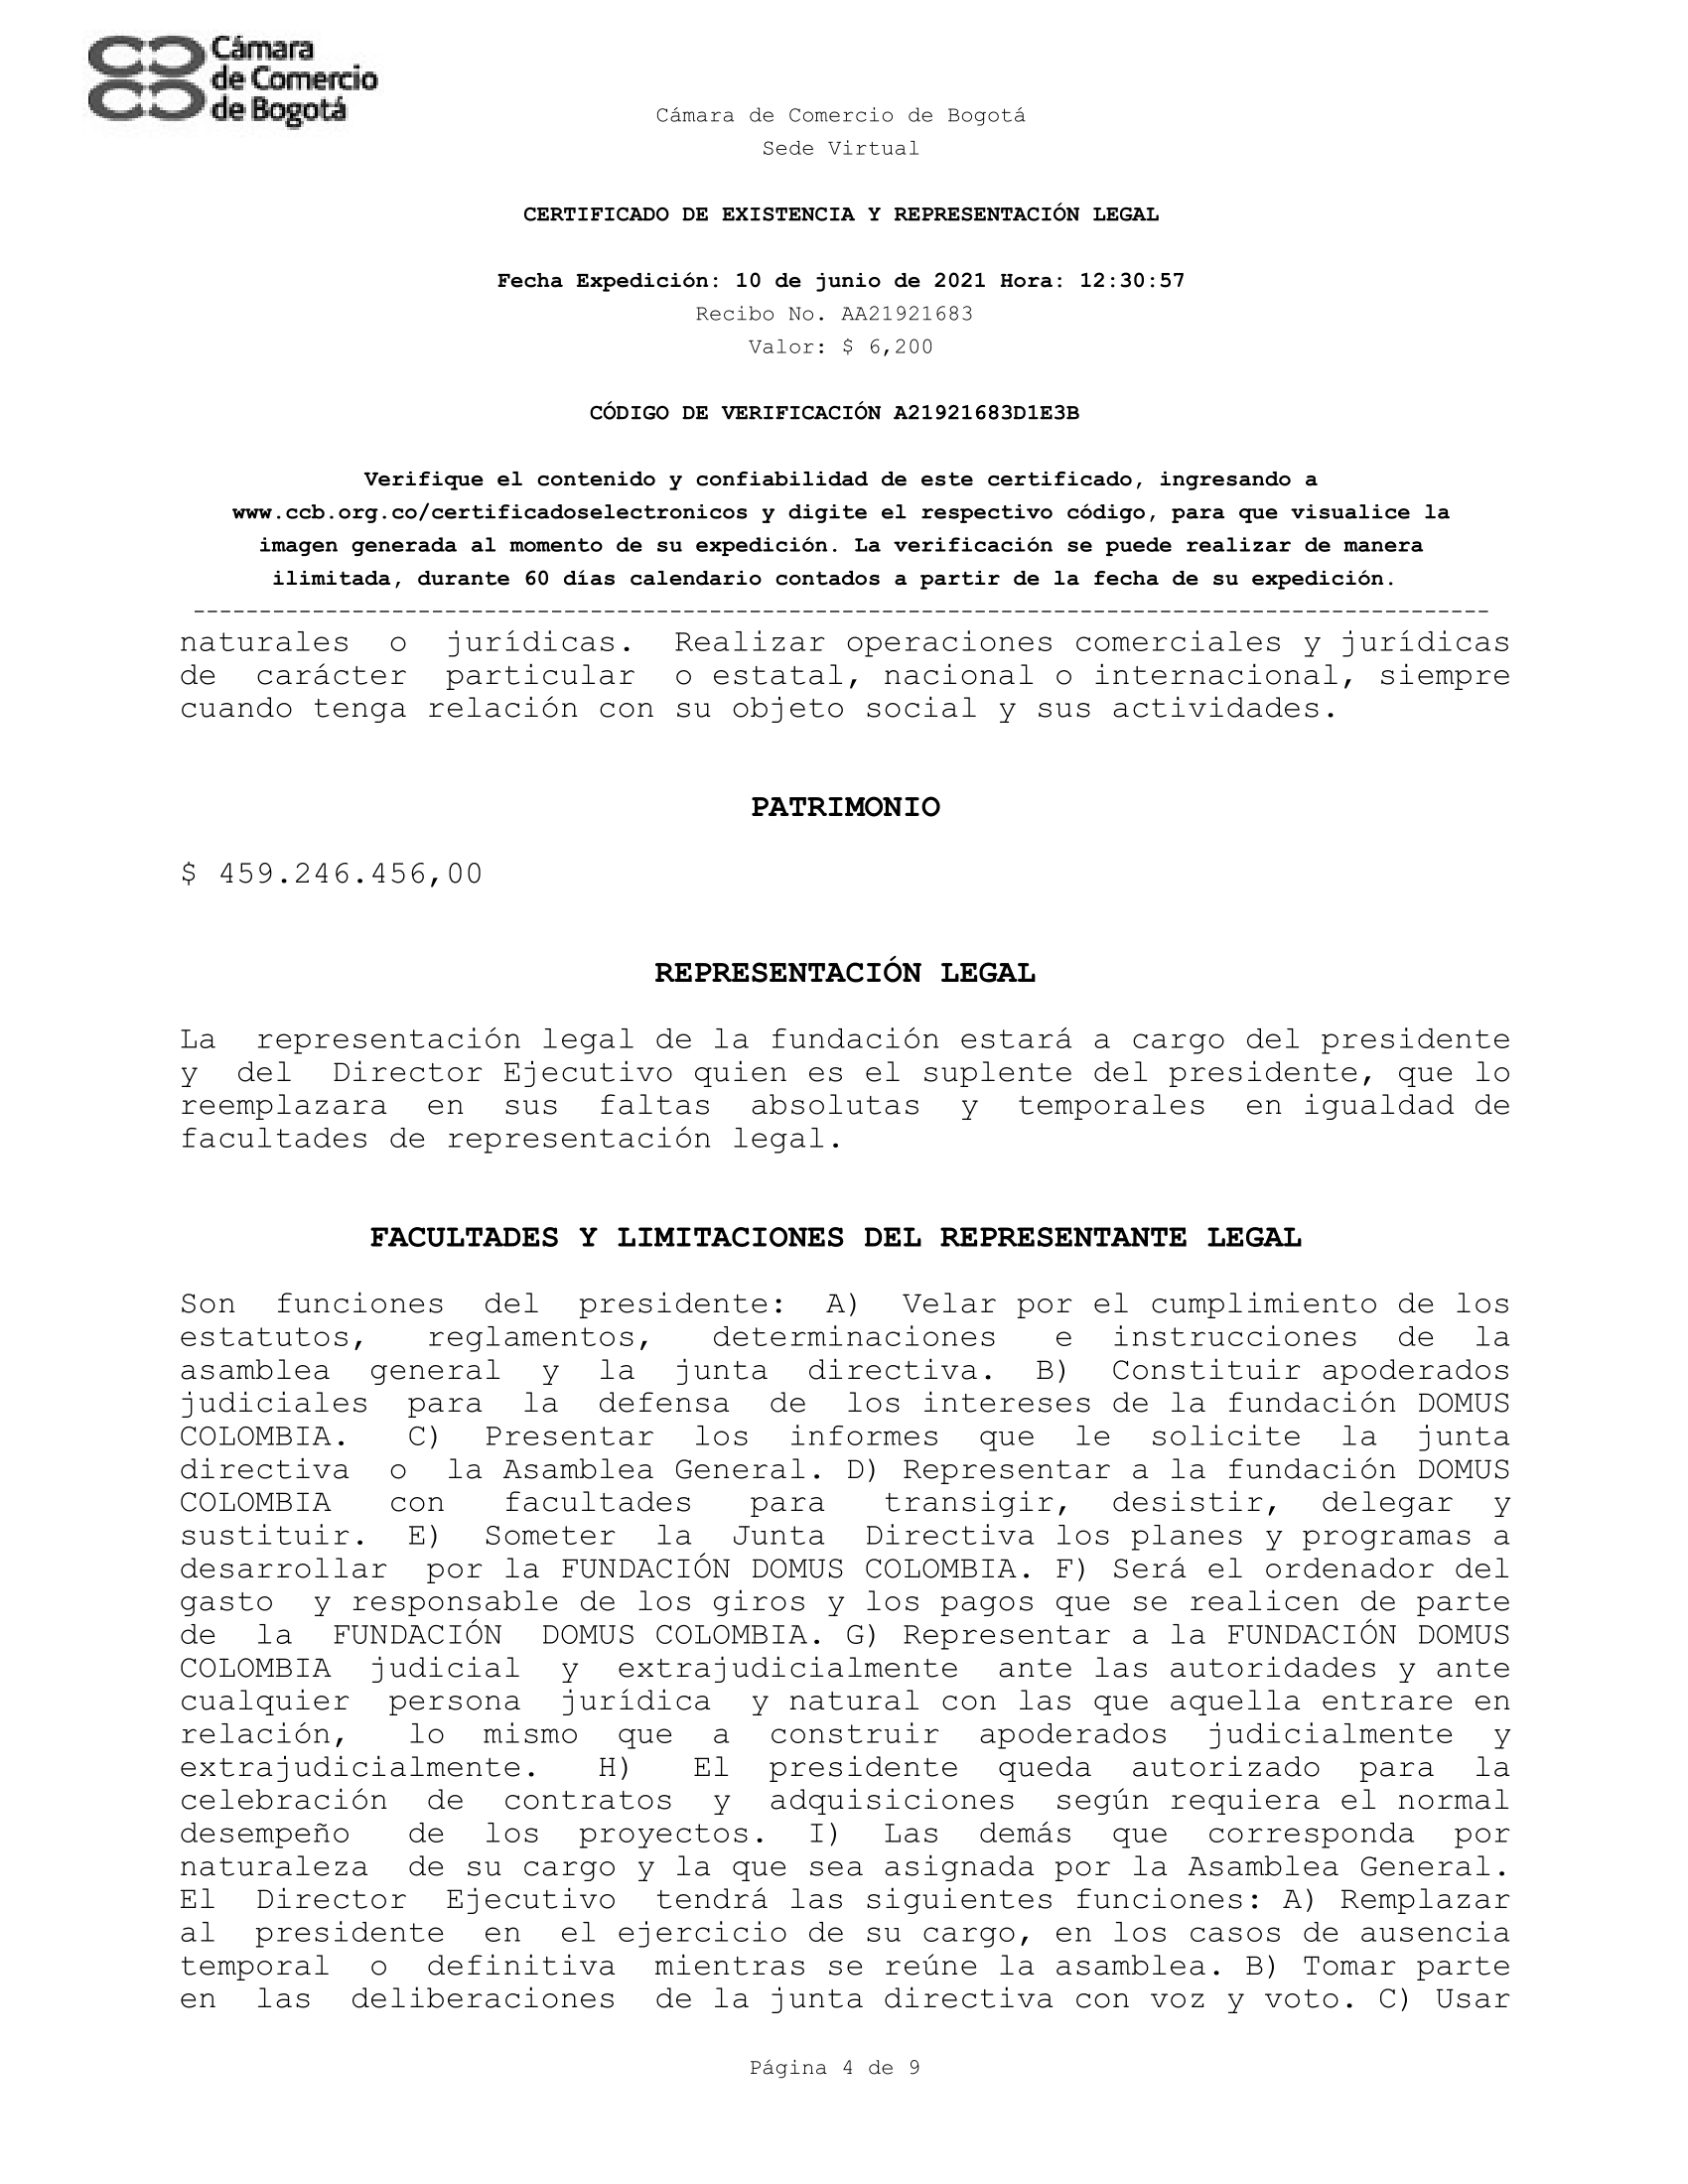 Cámara
de Comercio
de Bogotá
Cámara de Comercio de Bogotá
Sede Virtual
CERTIFICADO DE EXISTENCIA Y REPRESENTACIÓN LEGAL
Fecha Expedición: 10 de junio de 2021 Hora: 12:30:57
Recibo No. AA21921683
Valor: $ 6,200
CÓDIGO DE VERIFICACIÓN A21921683D1E3B
Verifique el contenido y confiabilidad de este certificado, ingresando a
www.ccb.org.co/certificadoselectronicos y digite el respectivo código, para que visualice la
imagen generada al momento de su expedición. La verificación se puede realizar de manera
ilimitada, durante 60 días calendario contados a partir de la fecha de su expedición.
--------------------------------------------------------------------------------------------------
naturales o jurídicas. Realizar operaciones comerciales y jurídicas
de carácter particular o estatal, nacional o internacional, siempre
cuando tenga relación con su objeto social y sus actividades.
PATRIMONIO
$ 459.246.456,00
REPRESENTACIÓN LEGAL
La representación legal de la fundación estará a cargo del presidente
y del Director Ejecutivo quien es el suplente del presidente, que lo
reemplazara en sus faltas absolutas y temporales en igualdad de
facultades de representación legal.
FACULTADES Y LIMITACIONES DEL REPRESENTANTE LEGAL
Son funciones del presidente: A) Velar por el cumplimiento de los
estatutos, reglamentos, determinaciones e instrucciones de la
asamblea general y la junta directiva. B) Constituir apoderados
judiciales para la defensa de los intereses de la fundación DOMUS
COLOMBIA. C) Presentar los informes que le solicite la junta
directiva o la Asamblea General. D) Representar a la fundación DOMUS
COLOMBIA con facultades para transigir, desistir, delegar y
sustituir. E) Someter la Junta Directiva los planes y programas a
desarrollar por la FUNDACIÓN DOMUS COLOMBIA. F) Será el ordenador del
gasto y responsable de los giros y los pagos que se realicen de parte
de la FUNDACIÓN DOMUS COLOMBIA. G) Representar a la FUNDACIÓN DOMUS
COLOMBIA judicial y extrajudicialmente ante las autoridades y ante
cualquier persona jurídica y natural con las que aquella entrare en
relación, lo mismo que a construir apoderados judicialmente y
extrajudicialmente. H) El presidente queda autorizado para la
celebración de contratos y adquisiciones según requiera el normal
desempeño de los proyectos. I) Las demás que corresponda por
naturaleza de su cargo y la que sea asignada por la Asamblea General.
El Director Ejecutivo tendrá las siguientes funciones: A) Remplazar
al presidente en el ejercicio de su cargo, en los casos de ausencia
temporal o definitiva mientras se reúne la asamblea. B) Tomar parte
en las deliberaciones de la junta directiva con voz y voto. C) Usar
Página 4 de 9